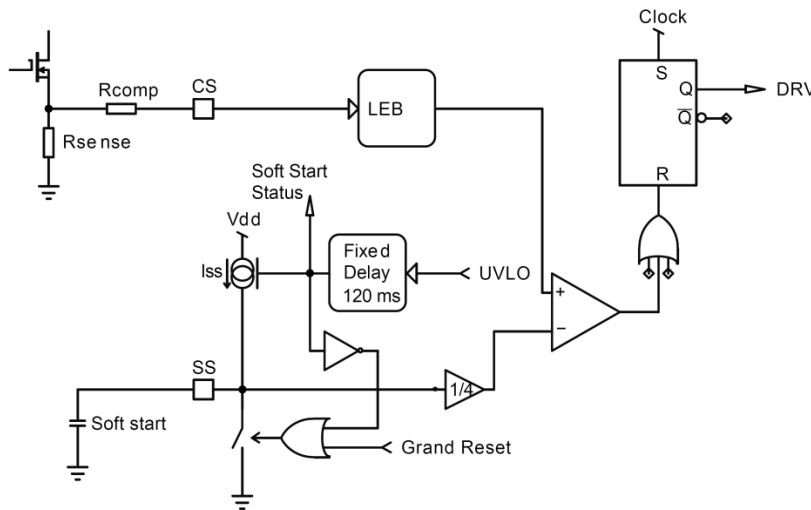 Clock
S
Q
DRV
Q
R
Rcomp
CS
LEB
Rsense
Soft Start
Status
Vdd
Iss
Fixed
Delay
120 ms
UVLO
+
−
SS
1/4
Soft start
Grand Reset